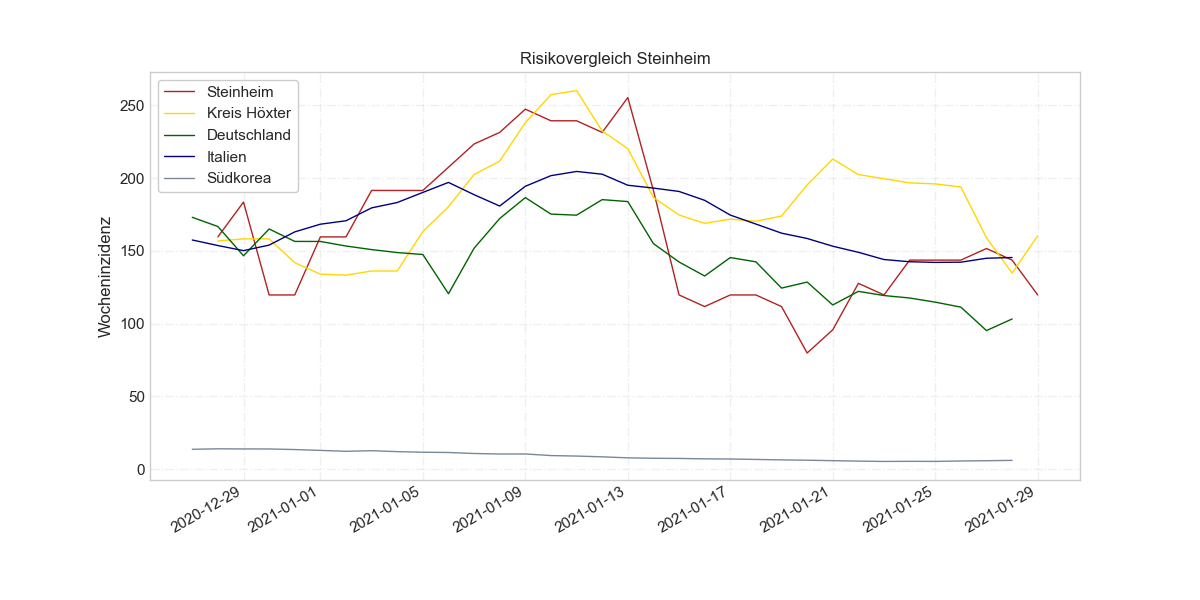 Risikovergleich Steinheim
Wocheninzidenz
250
200
150
100
50
0
Steinheim
Kreis Höxter
Deutschland
Italien
Südkorea
2020-12-29
2021-01-01
2021-01-05
2021-01-09
2021-01-13
2021-01-17
2021-01-21
2021-01-25
2021-01-29